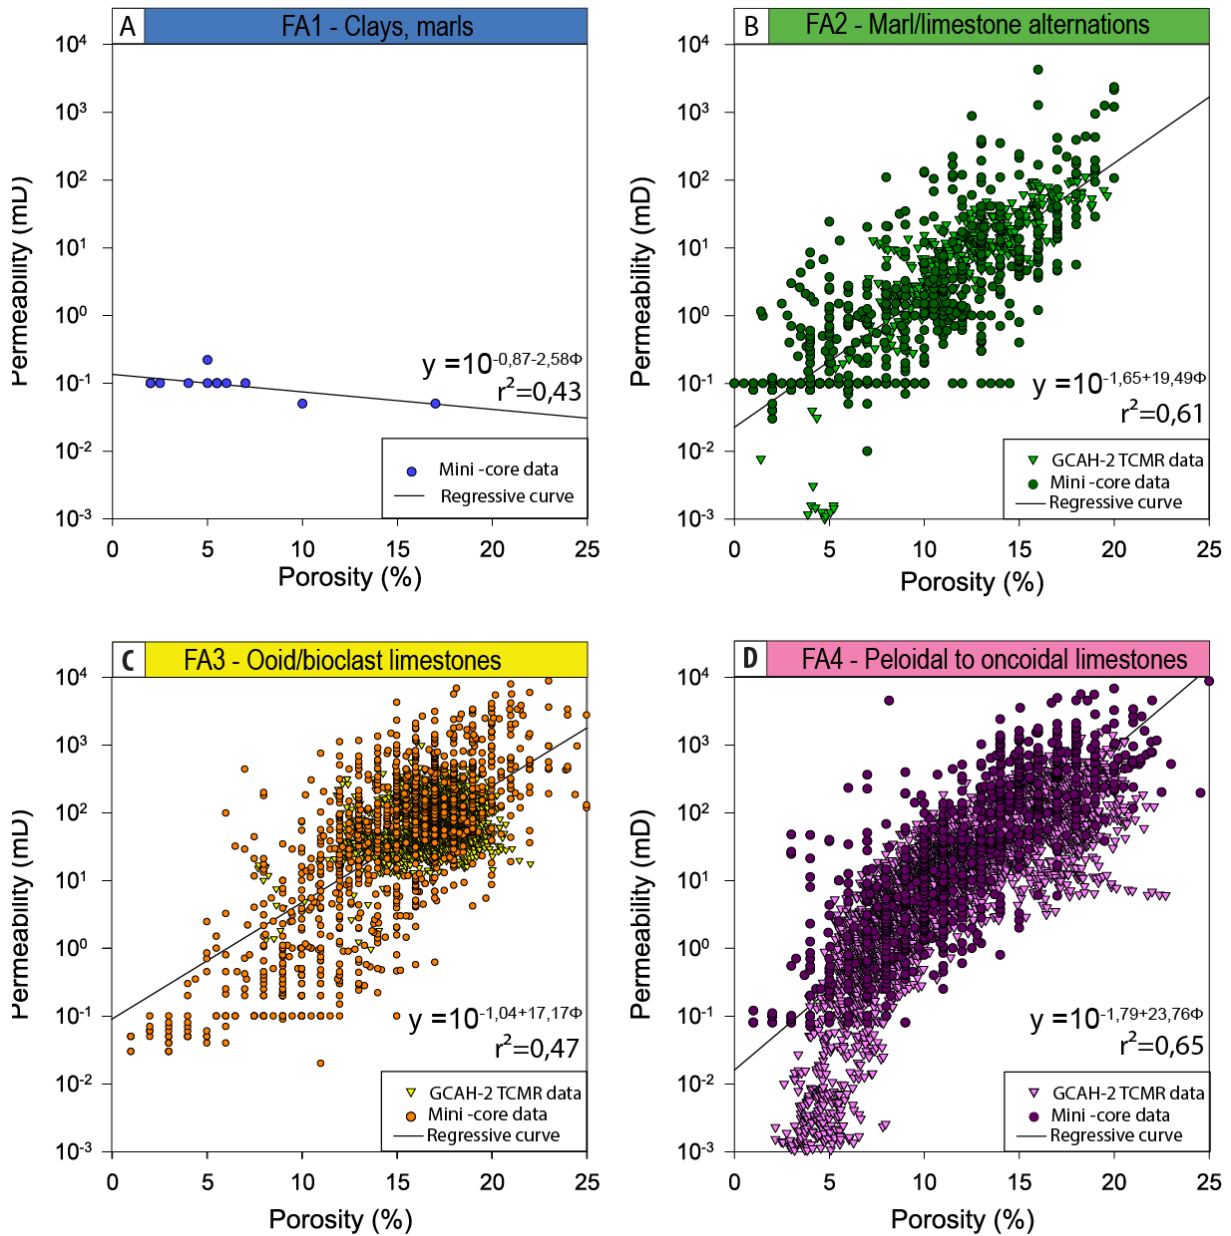 A FA1 - Clays, marls
10⁴
10³
10²
10¹
10⁰
10⁻¹
10⁻²
10⁻³
Permeability (mD)
y =10⁻⁰,⁸⁷⁻²,⁵⁸Φ
r²=0,43
Mini -core data
Regressive curve
0 5 10 15 20 25
Porosity (%)
B FA2 - Marl/limestone alternations
10⁴
10³
10²
10¹
10⁰
10⁻¹
10⁻²
10⁻³
Permeability (mD)
y =10⁻¹,⁶⁵⁺¹⁹,⁴⁹Φ
r²=0,61
GCAH-2 TCMR data
Mini -core data
Regressive curve
0 5 10 15 20 25
Porosity (%)
C FA3 - Ooid/bioclast limestones
10⁴
10³
10²
10¹
10⁰
10⁻¹
10⁻²
10⁻³
Permeability (mD)
y =10⁻¹,⁰⁴⁺¹⁷,¹⁷Φ
r²=0,47
GCAH-2 TCMR data
Mini -core data
Regressive curve
0 5 10 15 20 25
Porosity (%)
D FA4 - Peloidal to oncoidal limestones
10⁴
10³
10²
10¹
10⁰
10⁻¹
10⁻²
10⁻³
Permeability (mD)
y =10⁻¹,⁷⁹⁺²³,⁷⁶Φ
r²=0,65
GCAH-2 TCMR data
Mini -core data
Regressive curve
0 5 10 15 20 25
Porosity (%)